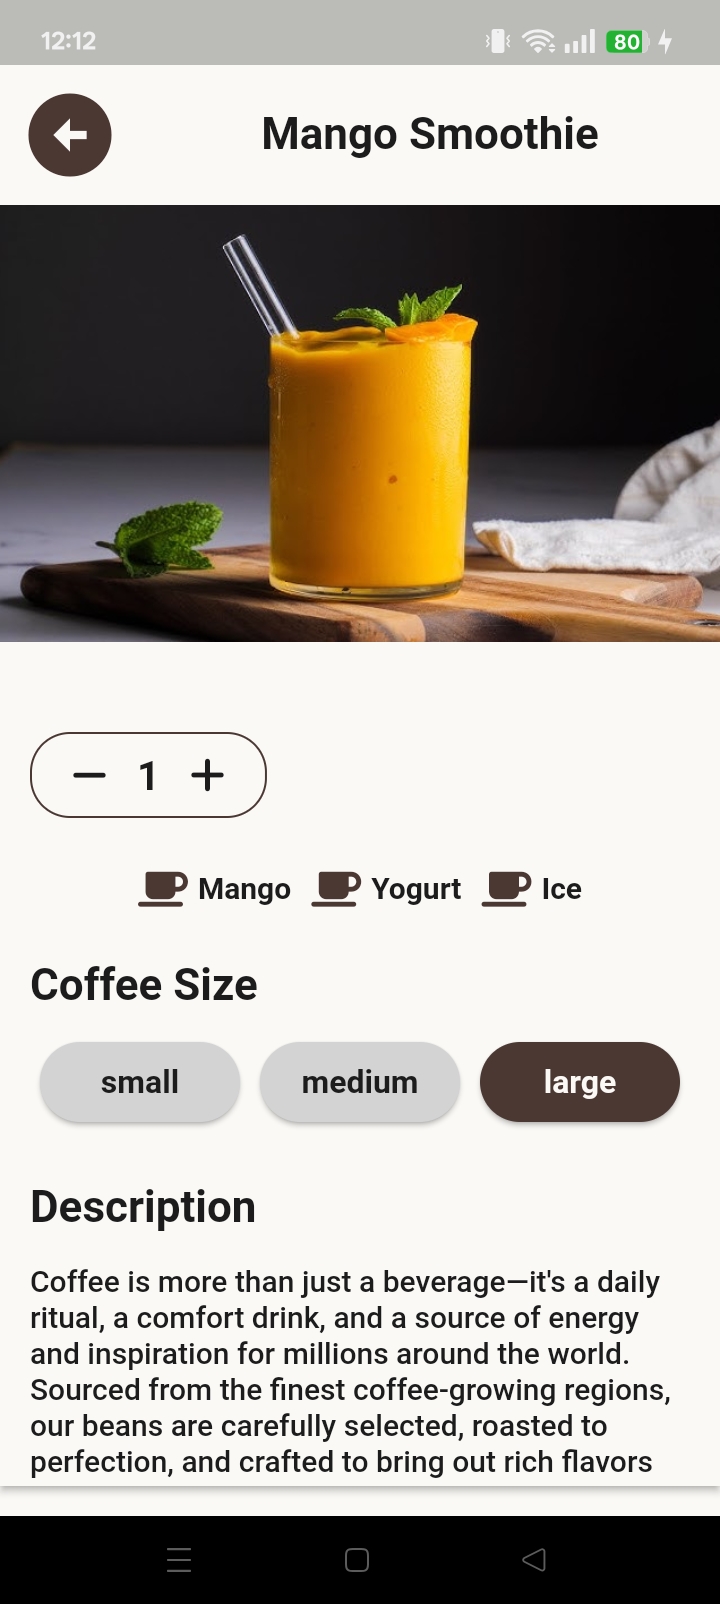 12:12
80
Mango Smoothie
1
Mango Yogurt Ice
Coffee Size
small medium large
Description
Coffee is more than just a beverage—it's a daily
ritual, a comfort drink, and a source of energy
and inspiration for millions around the world.
Sourced from the finest coffee-growing regions,
our beans are carefully selected, roasted to
perfection, and crafted to bring out rich flavors